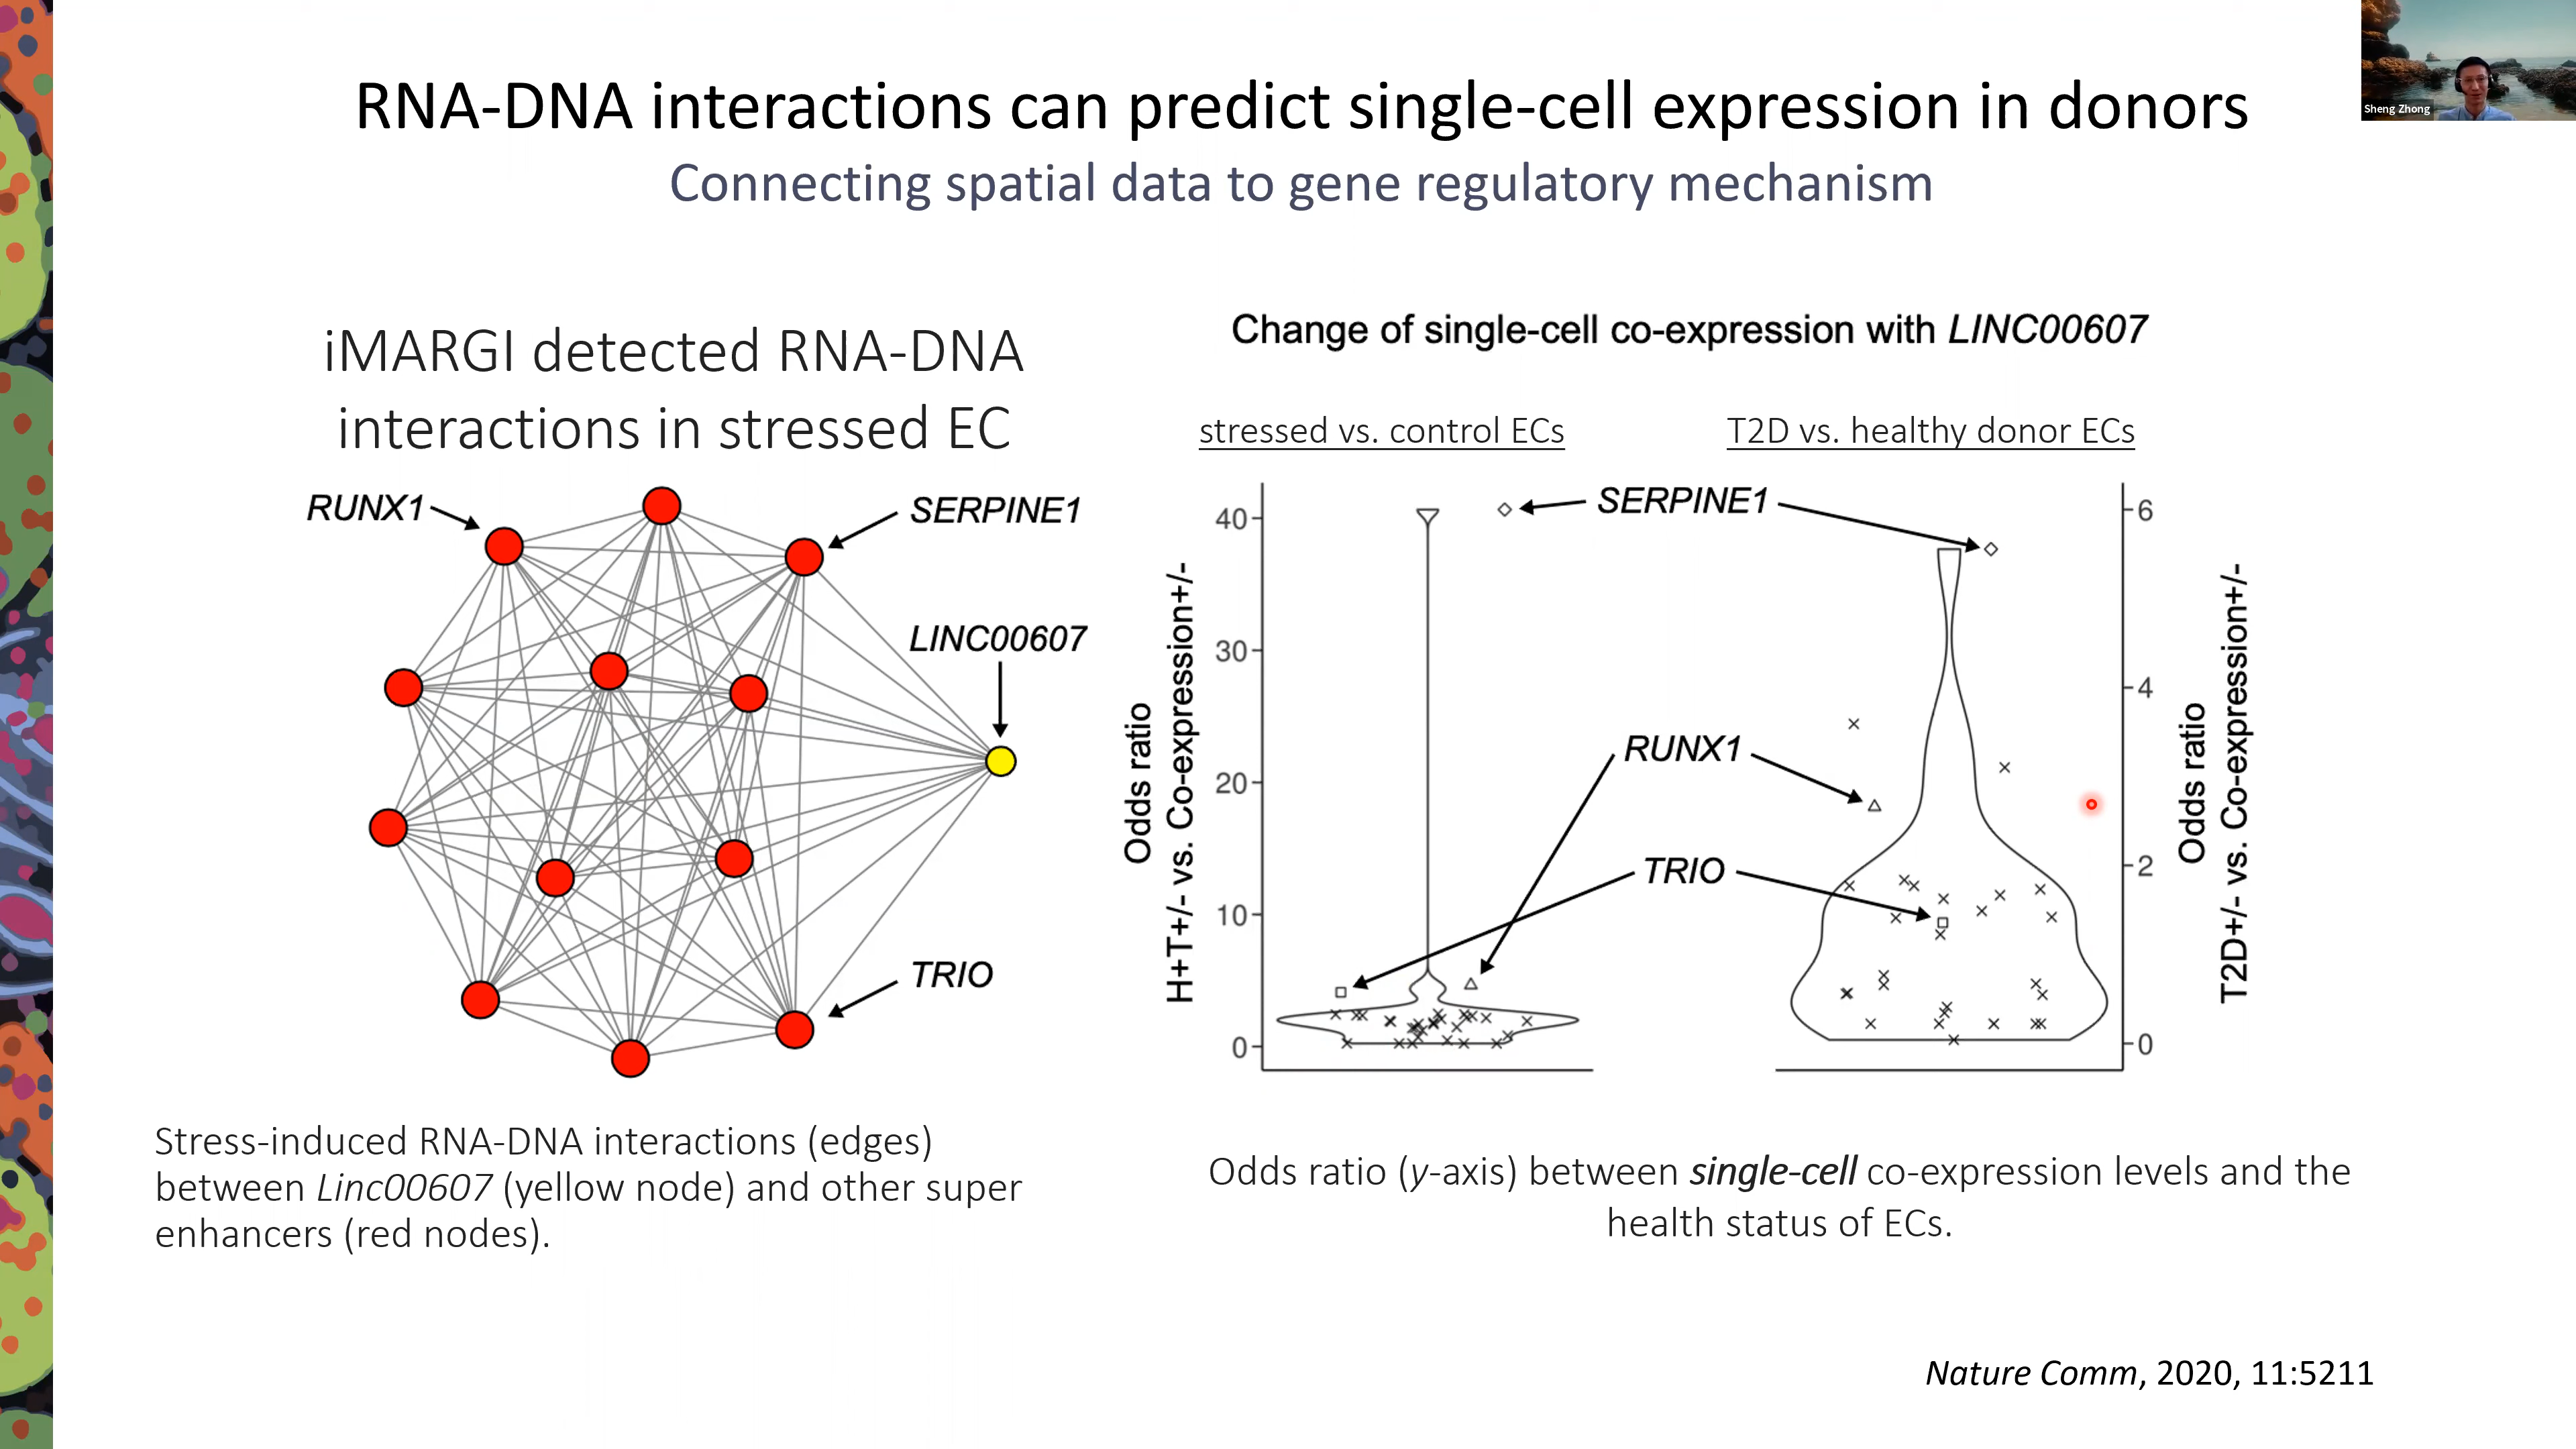 RNA-DNA interactions can predict single-cell expression in donors
Connecting spatial data to gene regulatory mechanism
Sheng Zhong
iMARGI detected RNA-DNA
interactions in stressed EC
RUNX1
SERPINE1
LINC00607
TRIO
Stress-induced RNA-DNA interactions (edges)
between Linc00607 (yellow node) and other super
enhancers (red nodes).
Change of single-cell co-expression with LINC00607
stressed vs. control ECs
T2D vs. healthy donor ECs
Odds ratio
H+T+/- vs. Co-expression+/-
40
30
20
10
0
SERPINE1
RUNX1
TRIO
6
4
2
0
Odds ratio
T2D+/- vs. Co-expression+/-
Odds ratio (y-axis) between single-cell co-expression levels and the
health status of ECs.
Nature Comm, 2020, 11:5211